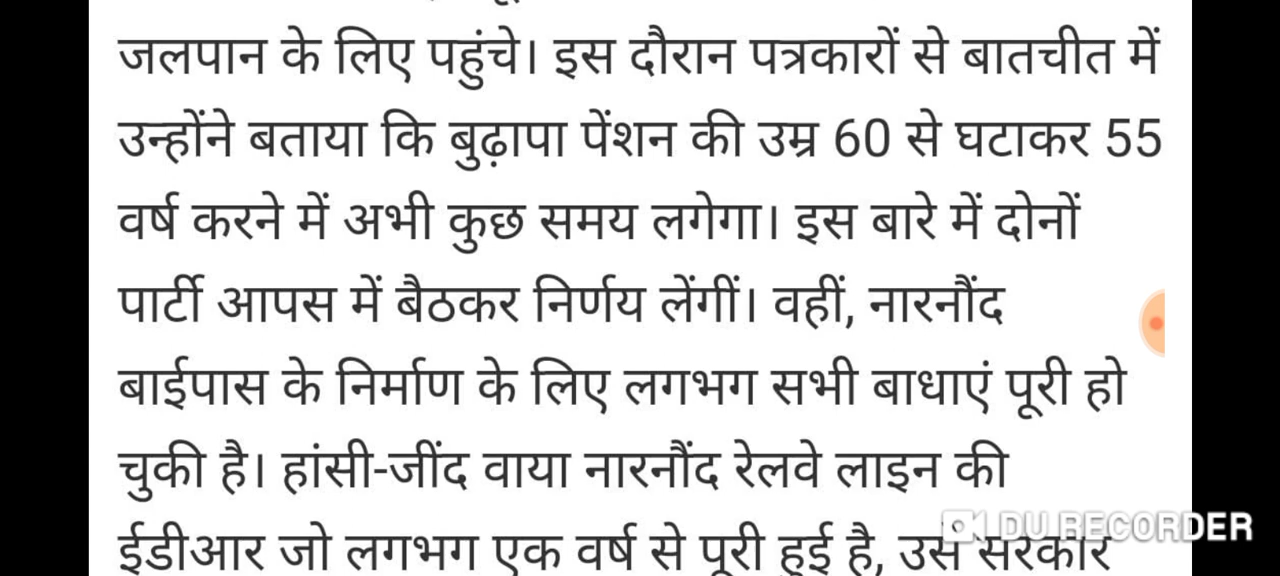 जलपान के लिए पहुंचे। इस दौरान पत्रकारों से बातचीत में
उन्होंने बताया कि बुढ़ापा पेंशन की उम्र 60 से घटाकर 55
वर्ष करने में अभी कुछ समय लगेगा। इस बारे में दोनों
पार्टी आपस में बैठकर निर्णय लेंगीं। वहीं, नारनौंद
बाईपास के निर्माण के लिए लगभग सभी बाधाएं पूरी हो
चुकी है। हांसी-जींद वाया नारनौंद रेलवे लाइन की
ईडीआर जो लगभग एक वर्ष से पूरी हुई है, उसे सरकार
DU RECORDER